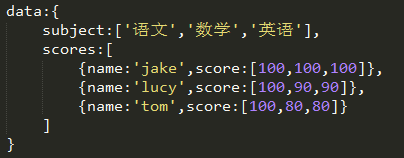 data:{
    subject:['语文','数学','英语'],
    scores:[
        {name:'jake',score:[100,100,100]},
        {name:'lucy',score:[100,90,90]},
        {name:'tom',score:[100,80,80]}
    ]
}